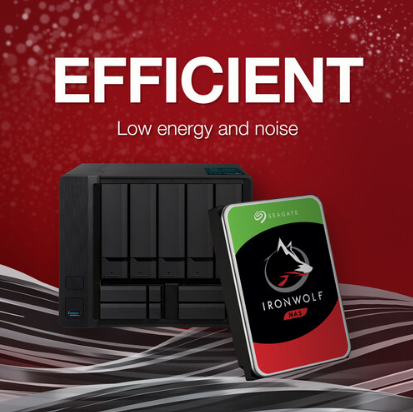 EFFICIENT
Low energy and noise
SEAGATE
IRONWOLF
NAS